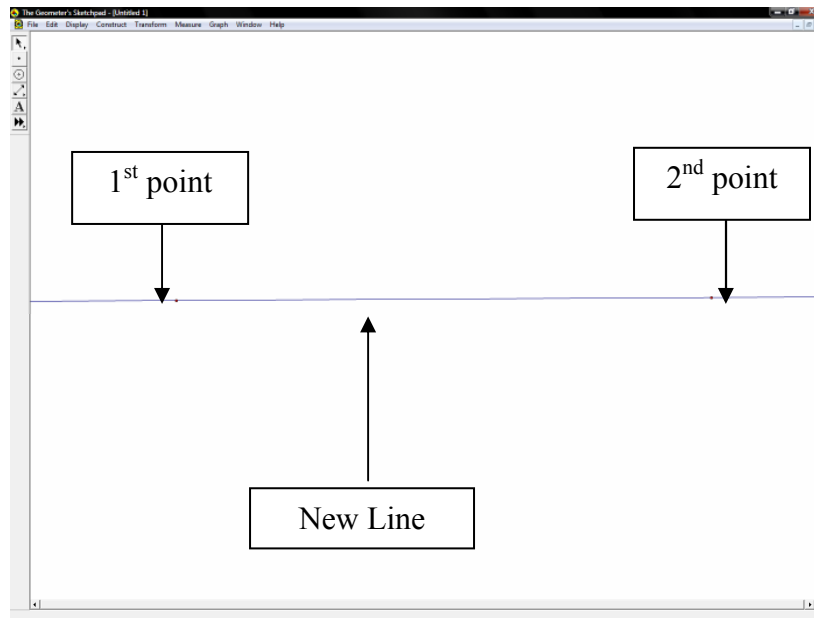 The Geometer's Sketchpad - [Untitled 1]
File Edit Display Construct Transform Measure Graph Window Help
A
1st point
2nd point
New Line